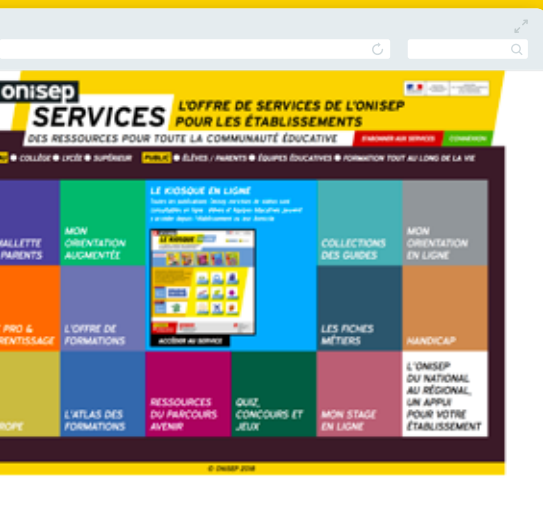 onisep
SERVICES
L'OFFRE DE SERVICES DE L'ONISEP
POUR LES ÉTABLISSEMENTS
DES RESSOURCES POUR TOUTE LA COMMUNAUTÉ ÉDUCATIVE
S'ABONNER AUX SERVICES
CONNEXION
COLLÈGE LYCÉE SUPÉRIEUR PUBLIC ÉLÈVES / PARENTS ÉQUIPES ÉDUCATIVES FORMATION TOUT AU LONG DE LA VIE
MALLETTE
PARENTS
MON
ORIENTATION
AUGMENTÉE
LE KIOSQUE EN LIGNE
LE KIOSQUE
ACCÉDER AU SERVICE
COLLECTIONS
DES GUIDES
MON
ORIENTATION
EN LIGNE
PRO &
RENTISSAGE
L'OFFRE DE
FORMATIONS
LES FICHES
MÉTIERS
HANDICAP
ROPE
L'ATLAS DES
FORMATIONS
RESSOURCES
DU PARCOURS
AVENIR
QUIZ,
CONCOURS ET
JEUX
MON STAGE
EN LIGNE
L'ONISEP
DU NATIONAL
AU RÉGIONAL,
UN APPUI
POUR VOTRE
ÉTABLISSEMENT
© ONISEP 2018